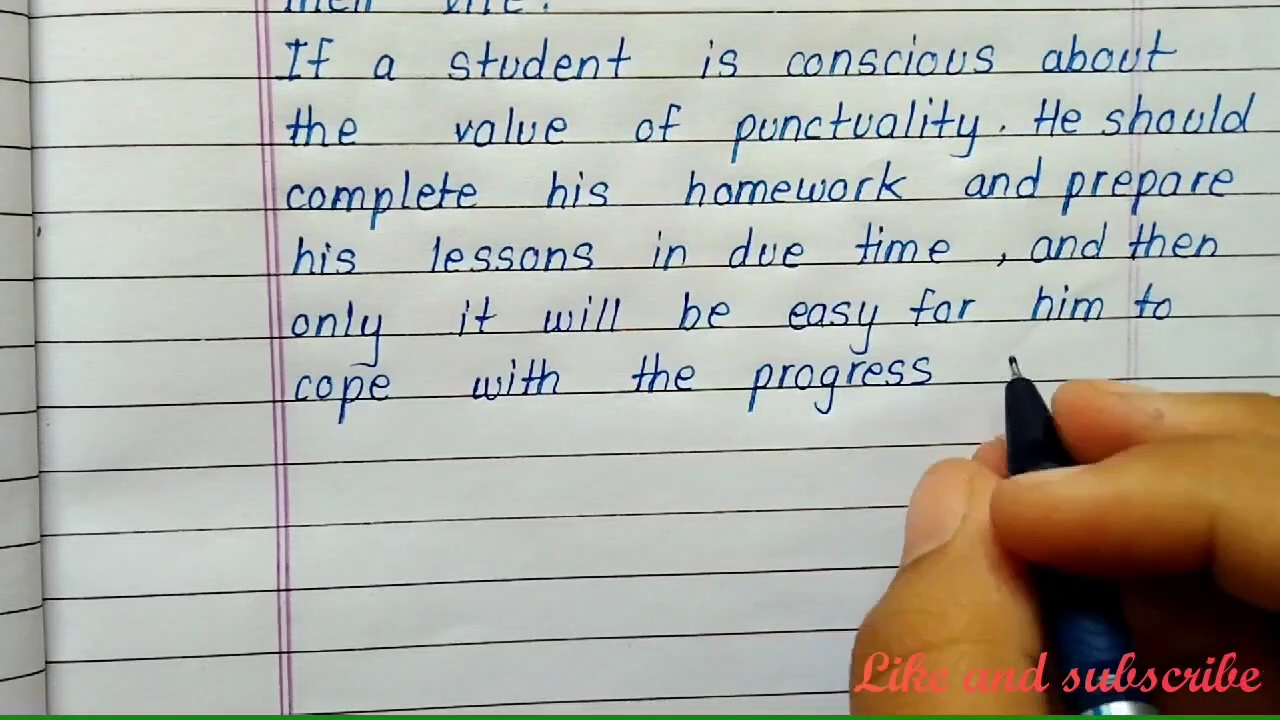 If a student is conscious about
the value of punctuality. He should
complete his homework and prepare
his lessons in due time , and then
only it will be easy for him to
cope with the progress
Like and subscribe